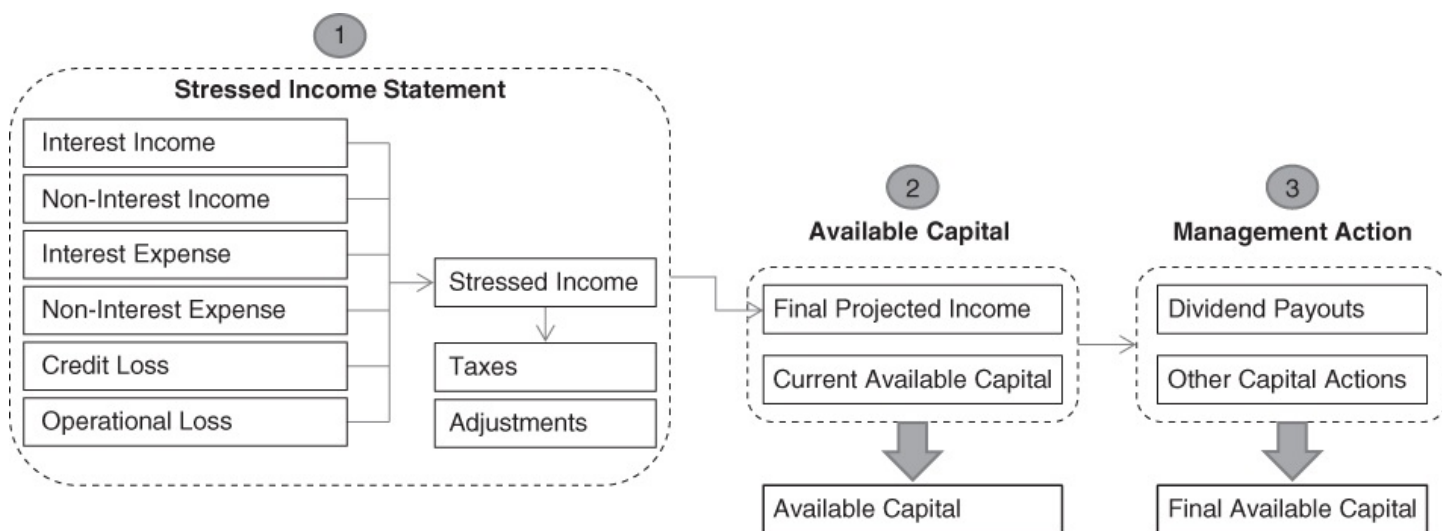 1
Stressed Income Statement
Interest Income
Non-Interest Income
Interest Expense
Non-Interest Expense
Credit Loss
Operational Loss
Stressed Income
Taxes
Adjustments
2
Available Capital
Final Projected Income
Current Available Capital
Available Capital
3
Management Action
Dividend Payouts
Other Capital Actions
Final Available Capital